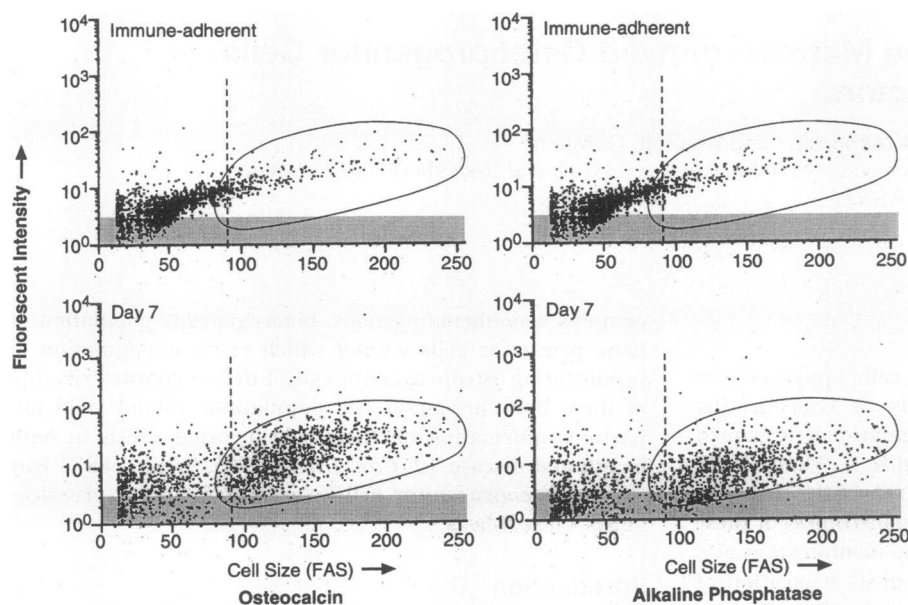 Immune-adherent
10⁴
10³
10²
10¹
10⁰
0 50 100 150 200 250
Immune-adherent
10⁴
10³
10²
10¹
10⁰
0 50 100 150 200 250
Fluorescent Intensity
Day 7
10⁴
10³
10²
10¹
10⁰
0 50 100 150 200 250
Cell Size (FAS)
Osteocalcin
Day 7
10⁴
10³
10²
10¹
10⁰
0 50 100 150 200 250
Cell Size (FAS)
Alkaline Phosphatase